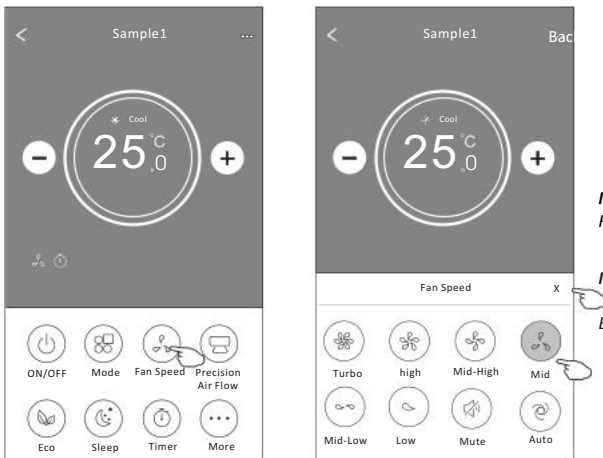 Sample1
...
Cool
25.0°C
ON/OFF
Mode
Fan Speed
Precision
Air Flow
Eco
Sleep
Timer
More
Sample1
Bac
Cool
25.0°C
Fan Speed
x
Turbo
high
Mid-High
Mid
Mid-Low
Low
Mute
Auto